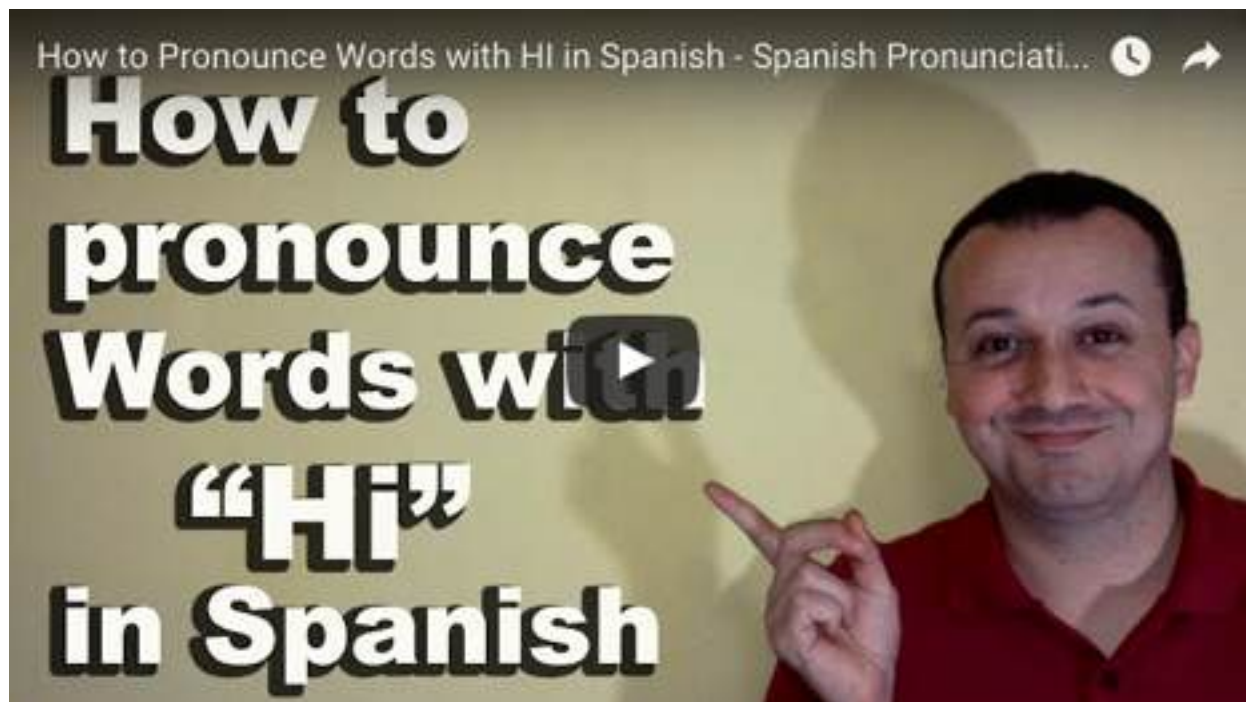 How to Pronounce Words with HI in Spanish - Spanish Pronunciati...
How to
pronounce
Words with
“Hi”
in Spanish